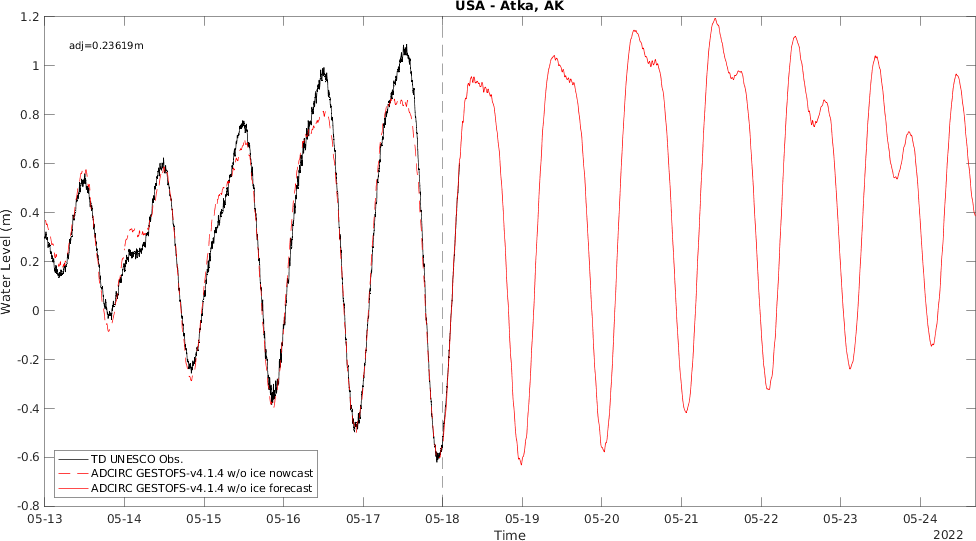 USA - Atka, AK
adj=0.23619m
Water Level (m)
1.2
1
0.8
0.6
0.4
0.2
0
-0.2
-0.4
-0.6
-0.8
TD UNESCO Obs.
ADCIRC GESTOFS-v4.1.4 w/o ice nowcast
ADCIRC GESTOFS-v4.1.4 w/o ice forecast
05-13 05-14 05-15 05-16 05-17 05-18 05-19 05-20 05-21 05-22 05-23 05-24
Time
2022